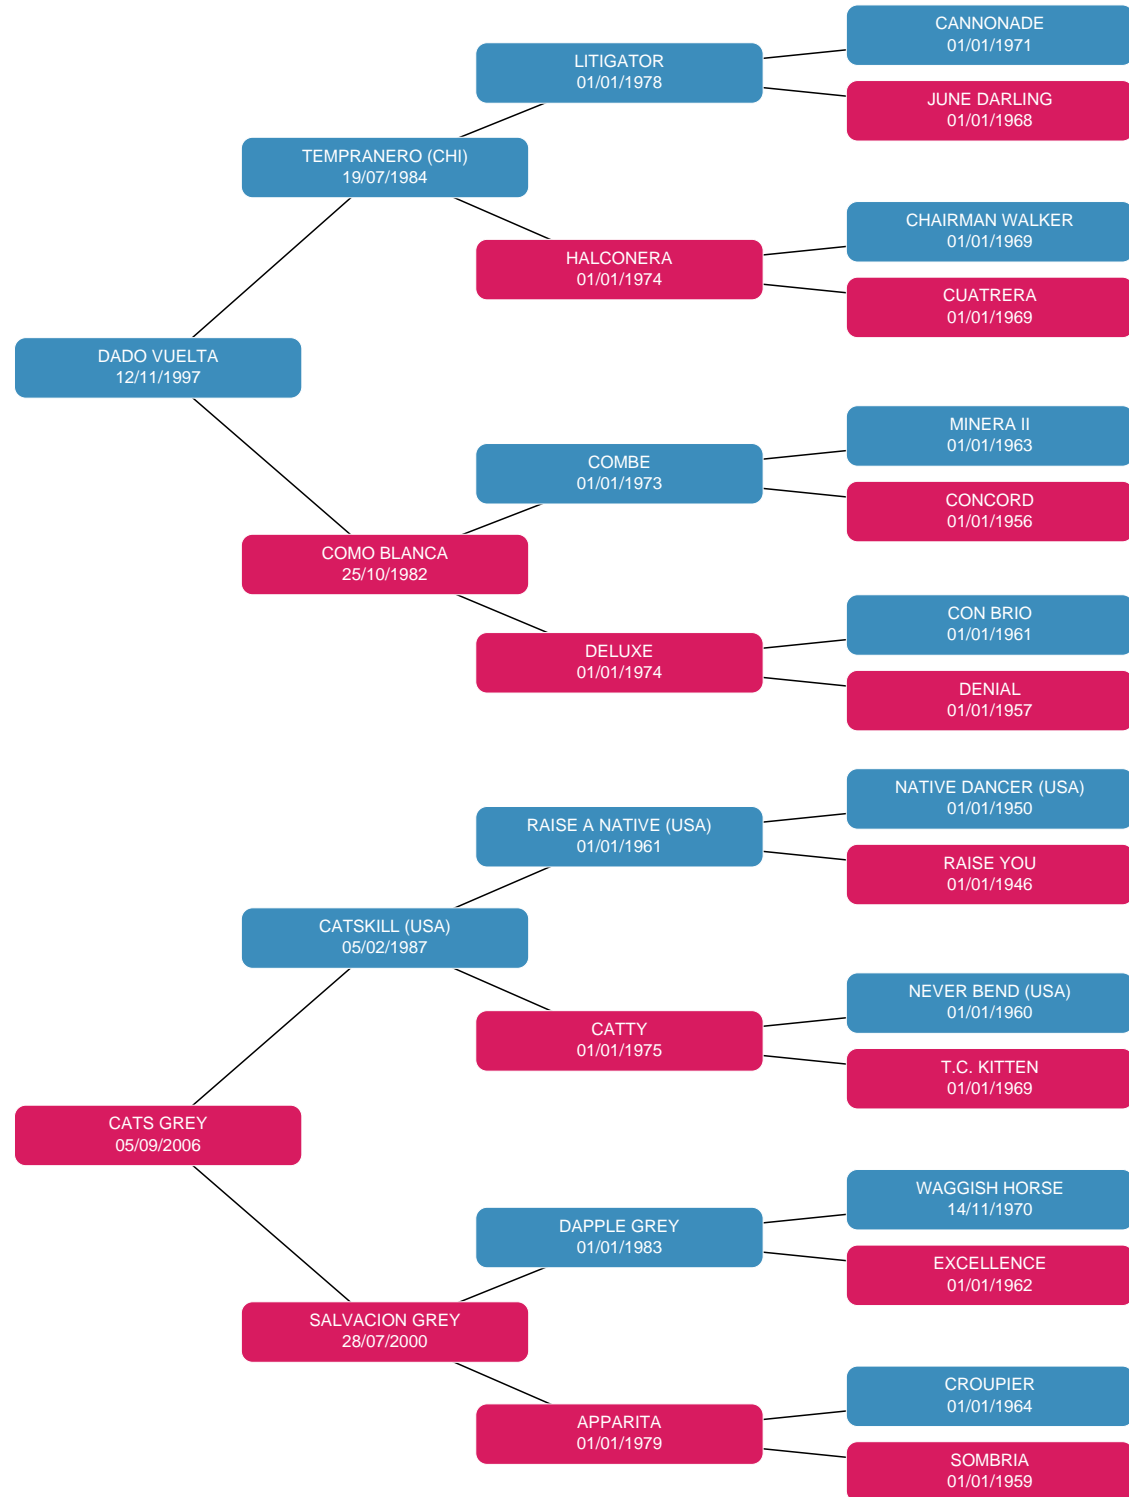 CANNONADE
01/01/1971
LITIGATOR
01/01/1978
JUNE DARLING
01/01/1968
TEMPRANERO (CHI)
19/07/1984
CHAIRMAN WALKER
01/01/1969
HALCONERA
01/01/1974
CUATRERA
01/01/1969
DADO VUELTA
12/11/1997
MINERA II
01/01/1963
COMBE
01/01/1973
CONCORD
01/01/1956
COMO BLANCA
25/10/1982
CON BRIO
01/01/1961
DELUXE
01/01/1974
DENIAL
01/01/1957
NATIVE DANCER (USA)
01/01/1950
RAISE A NATIVE (USA)
01/01/1961
RAISE YOU
01/01/1946
CATSKILL (USA)
05/02/1987
NEVER BEND (USA)
01/01/1960
CATTY
01/01/1975
T.C. KITTEN
01/01/1969
CATS GREY
05/09/2006
WAGGISH HORSE
14/11/1970
DAPPLE GREY
01/01/1983
EXCELLENCE
01/01/1962
SALVACION GREY
28/07/2000
CROUPIER
01/01/1964
APPARITA
01/01/1979
SOMBRIA
01/01/1959